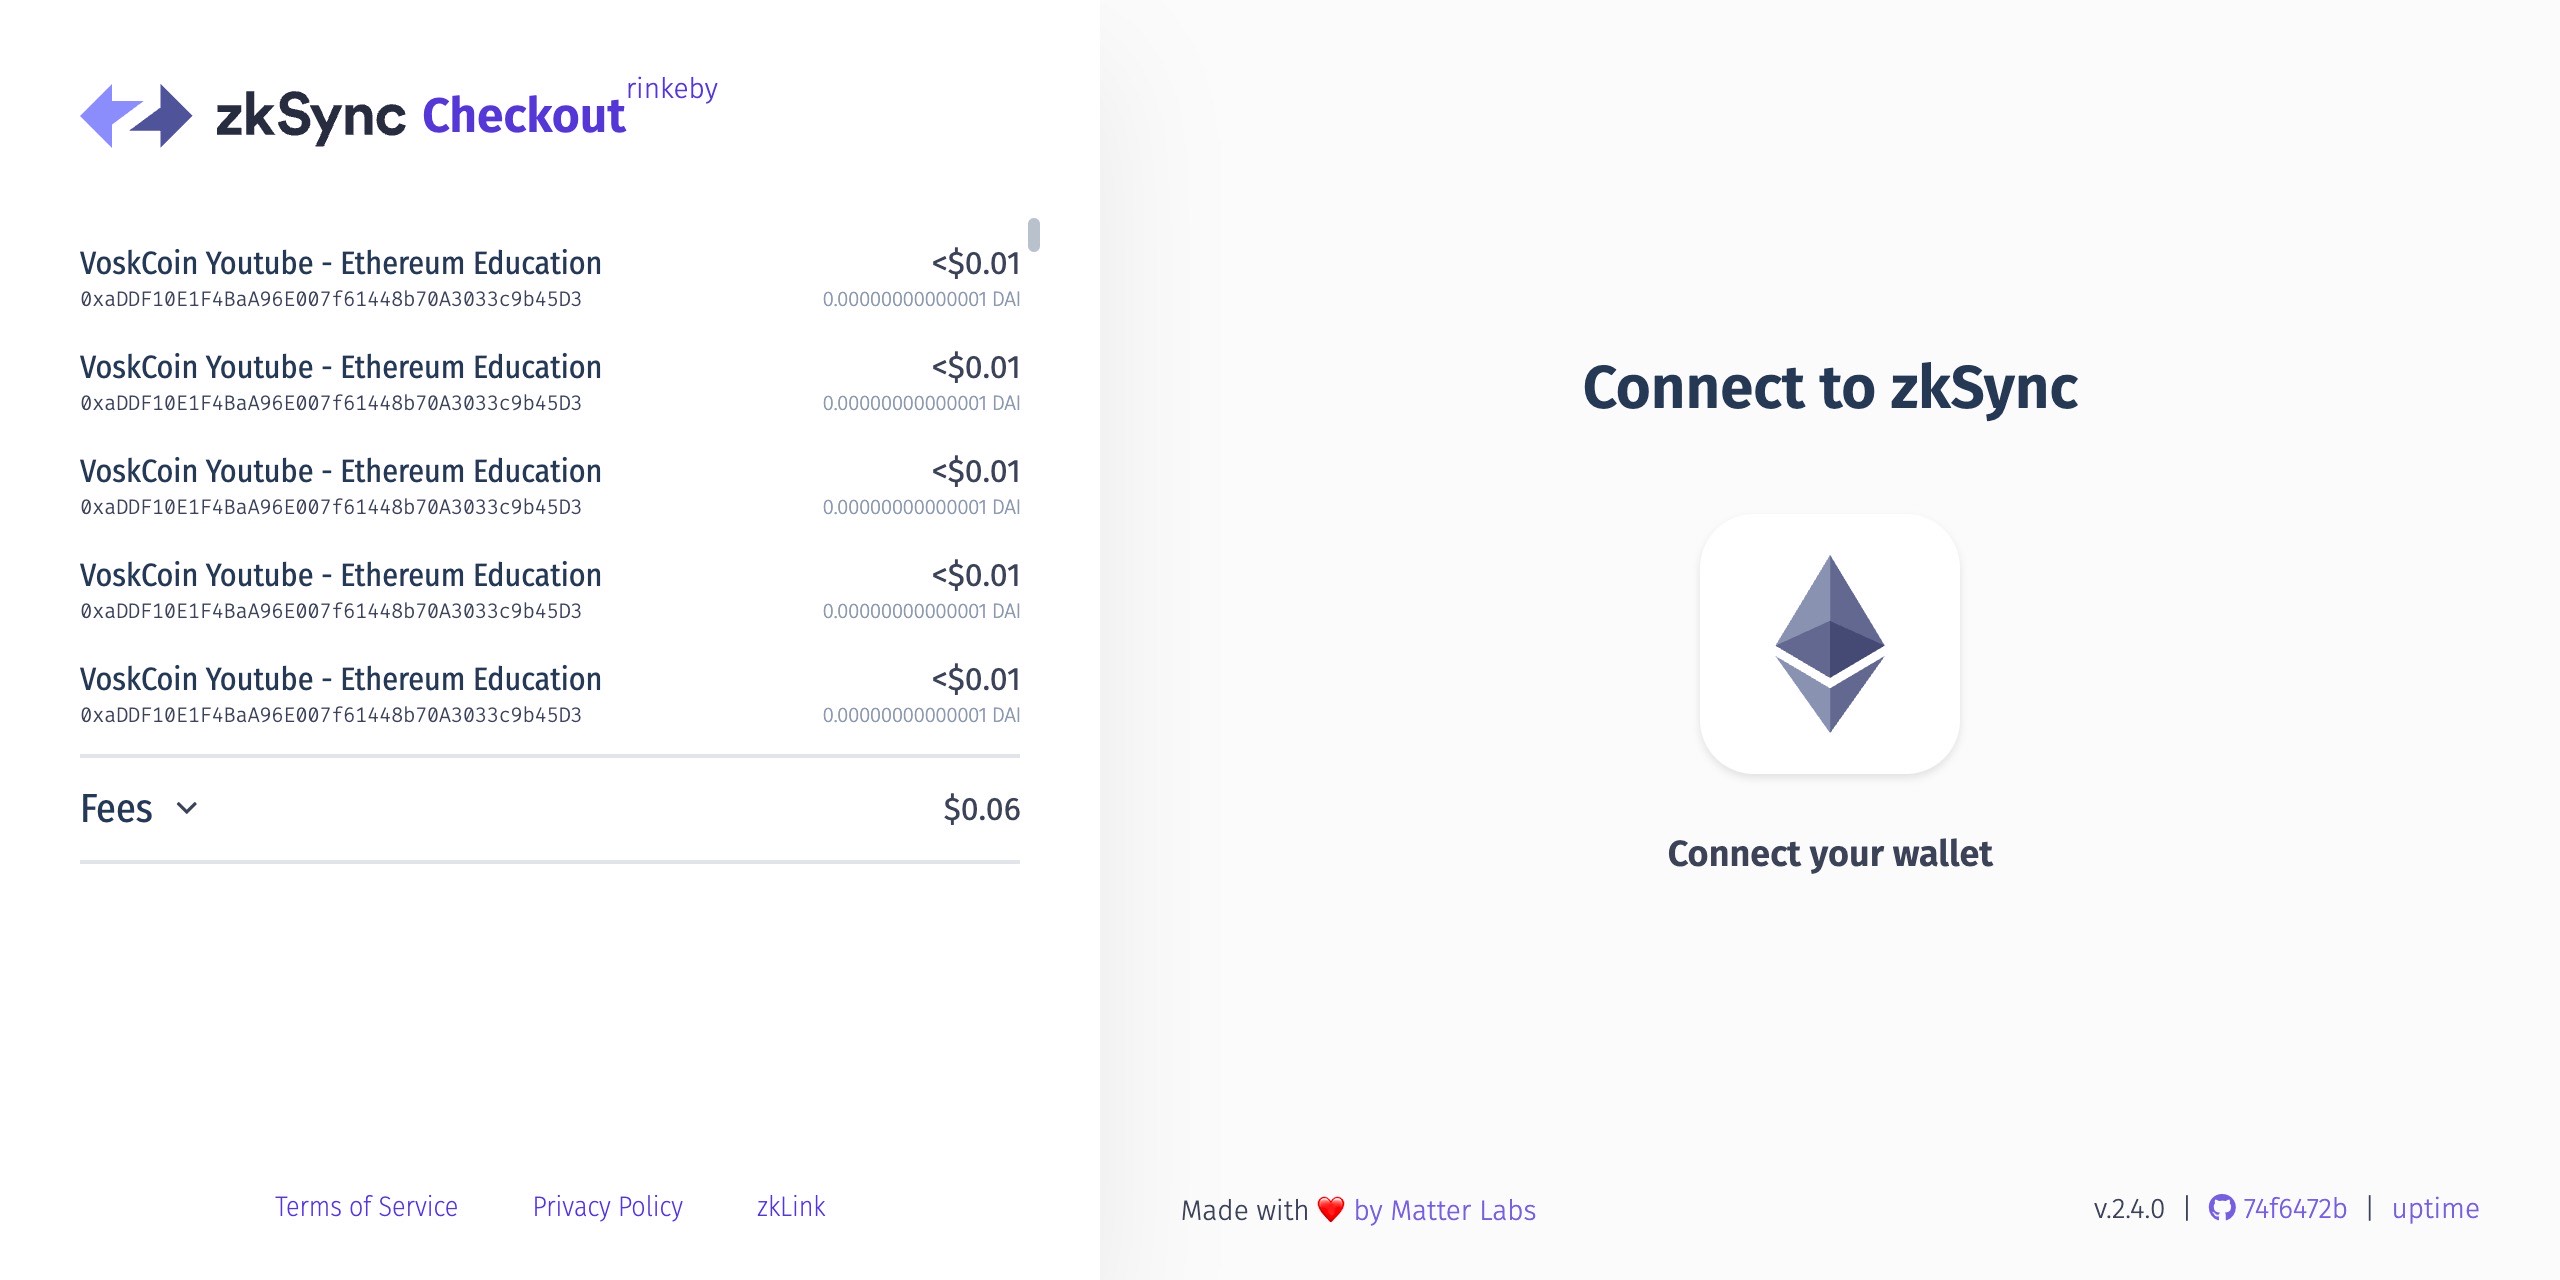 zkSync Checkout rinkeby
VoskCoin Youtube - Ethereum Education <$0.01
0xaDDF10E1F4BaA96E007f61448b70A3033c9b45D3 0.00000000000001 DAI
VoskCoin Youtube - Ethereum Education <$0.01
0xaDDF10E1F4BaA96E007f61448b70A3033c9b45D3 0.00000000000001 DAI
VoskCoin Youtube - Ethereum Education <$0.01
0xaDDF10E1F4BaA96E007f61448b70A3033c9b45D3 0.00000000000001 DAI
VoskCoin Youtube - Ethereum Education <$0.01
0xaDDF10E1F4BaA96E007f61448b70A3033c9b45D3 0.00000000000001 DAI
VoskCoin Youtube - Ethereum Education <$0.01
0xaDDF10E1F4BaA96E007f61448b70A3033c9b45D3 0.00000000000001 DAI
Fees $0.06
Terms of Service Privacy Policy zkLink
Connect to zkSync
Connect your wallet
Made with ❤️ by Matter Labs
v.2.4.0 | 74f6472b | uptime